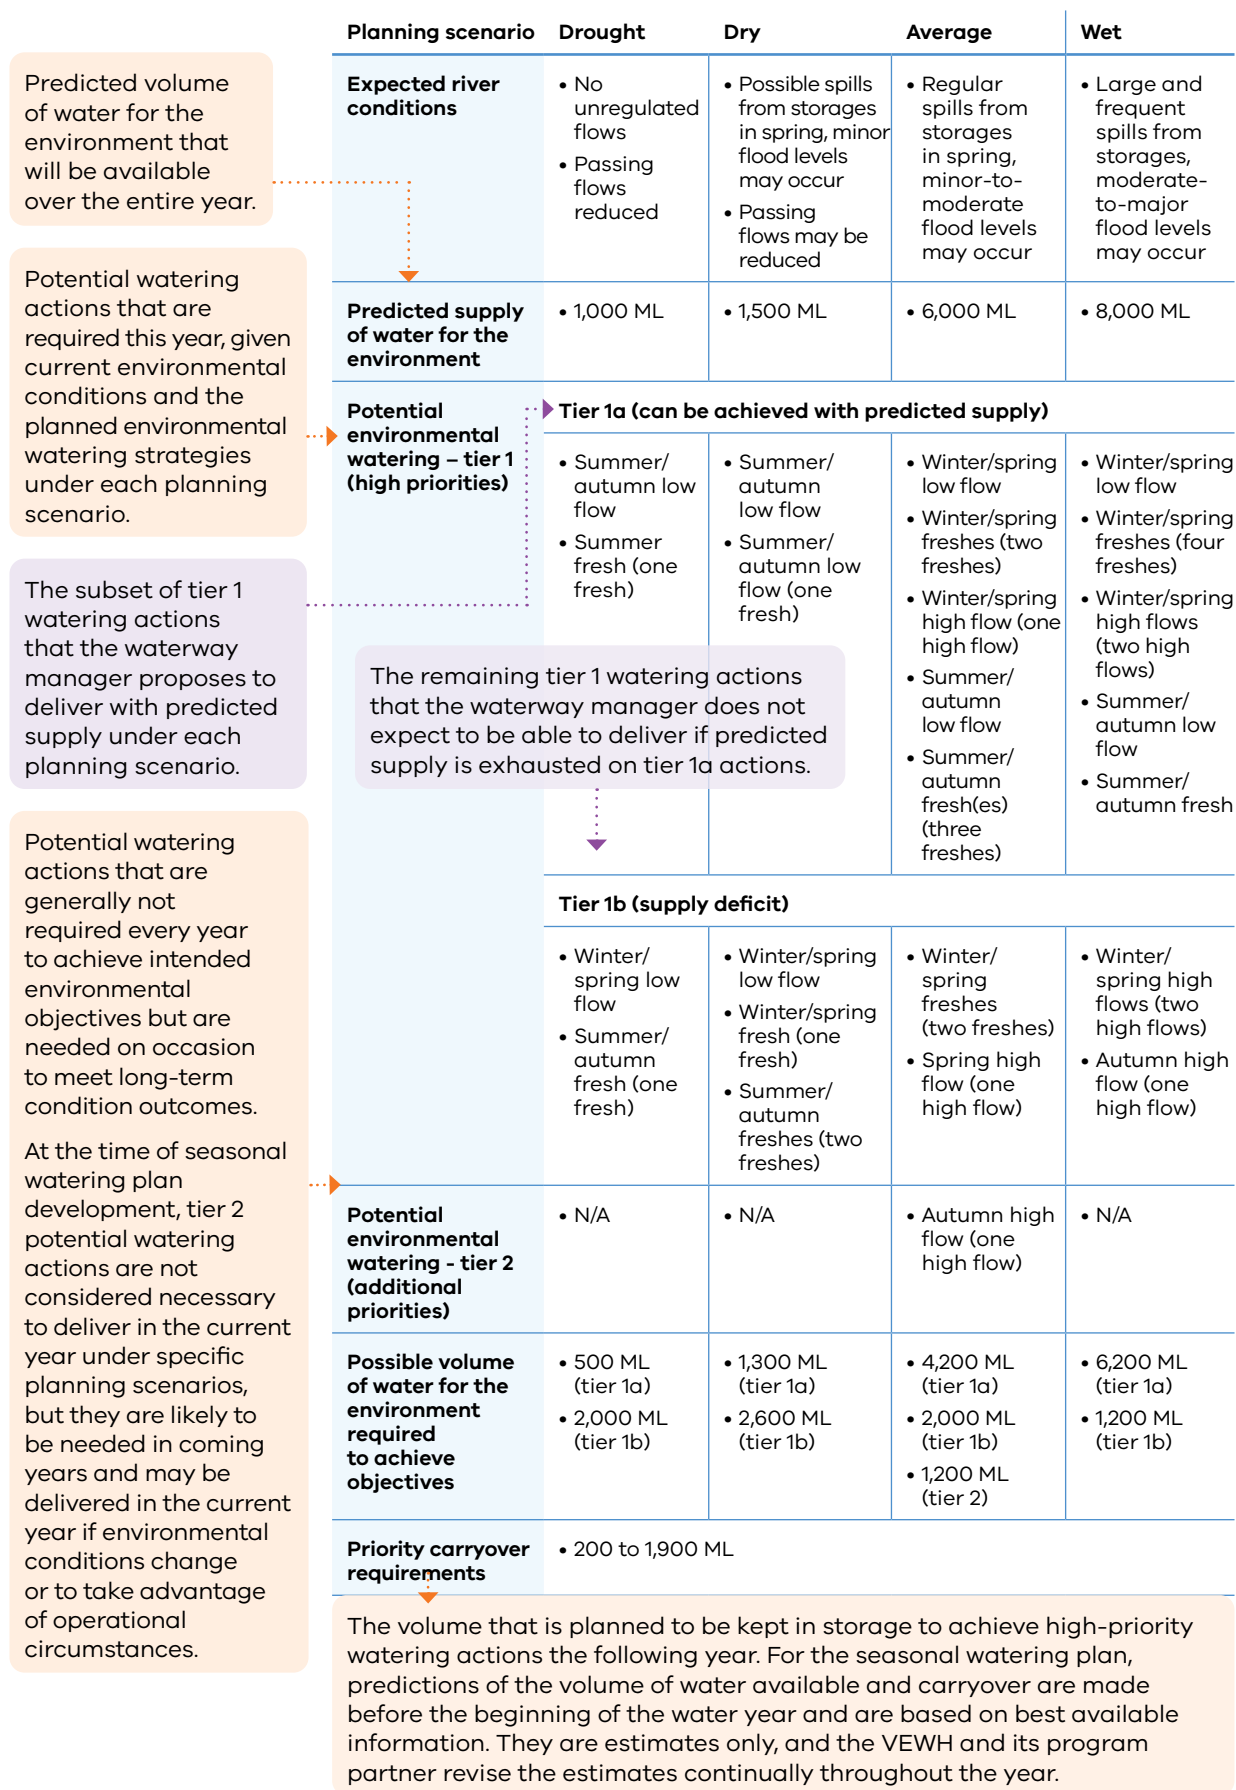 Planning scenario Drought Dry Average Wet
Predicted volume
of water for the
environment that
will be available
over the entire year.
Expected river
conditions
• No
unregulated
flows
• Passing
flows
reduced
• Possible spills
from storages
in spring, minor
flood levels
may occur
• Passing
flows may be
reduced
• Regular
spills from
storages
in spring,
minor-to-
moderate
flood levels
may occur
• Large and
frequent
spills from
storages,
moderate-
to-major
flood levels
may occur
Predicted supply
of water for the
environment
• 1,000 ML
• 1,500 ML
• 6,000 ML
• 8,000 ML
Potential watering
actions that are
required this year, given
current environmental
conditions and the
planned environmental
watering strategies
under each planning
scenario.
Potential
environmental
watering – tier 1
(high priorities)
Tier 1a (can be achieved with predicted supply)
• Summer/
autumn low
flow
• Summer
fresh (one
fresh)
• Summer/
autumn
low flow
• Summer/
autumn low
flow (one
fresh)
• Winter/spring
low flow
• Winter/spring
freshes (two
freshes)
• Winter/spring
high flow (one
high flow)
• Summer/
autumn
low flow
• Summer/
autumn
fresh(es)
(three
freshes)
• Winter/spring
low flow
• Winter/spring
freshes (four
freshes)
• Winter/spring
high flows
(two high
flows)
• Summer/
autumn low
flow
• Summer/
autumn fresh
The subset of tier 1
watering actions
that the waterway
manager proposes to
deliver with predicted
supply under each
planning scenario.
The remaining tier 1 watering actions
that the waterway manager does not
expect to be able to deliver if predicted
supply is exhausted on tier 1a actions.
Tier 1b (supply deficit)
• Winter/
spring low
flow
• Summer/
autumn
fresh (one
fresh)
• Winter/spring
low flow
• Winter/spring
fresh (one
fresh)
• Summer/
autumn
freshes (two
freshes)
• Winter/
spring
freshes
(two freshes)
• Spring high
flow (one
high flow)
• Winter/
spring high
flows (two
high flows)
• Autumn high
flow (one
high flow)
Potential watering
actions that are
generally not
required every year
to achieve intended
environmental
objectives but are
needed on occasion
to meet long-term
condition outcomes.
At the time of seasonal
watering plan
development, tier 2
potential watering
actions are not
considered necessary
to deliver in the current
year under specific
planning scenarios,
but they are likely to
be needed in coming
years and may be
delivered in the current
year if environmental
conditions change
or to take advantage
of operational
circumstances.
Potential
environmental
watering - tier 2
(additional
priorities)
• N/A
• N/A
• Autumn high
flow (one
high flow)
• N/A
Possible volume
of water for the
environment
required
to achieve
objectives
• 500 ML
(tier 1a)
• 2,000 ML
(tier 1b)
• 1,300 ML
(tier 1a)
• 2,600 ML
(tier 1b)
• 4,200 ML
(tier 1a)
• 2,000 ML
(tier 1b)
• 1,200 ML
(tier 2)
• 6,200 ML
(tier 1a)
• 1,200 ML
(tier 1b)
Priority carryover
requirements
• 200 to 1,900 ML
The volume that is planned to be kept in storage to achieve high-priority
watering actions the following year. For the seasonal watering plan,
predictions of the volume of water available and carryover are made
before the beginning of the water year and are based on best available
information. They are estimates only, and the VEWH and its program
partner revise the estimates continually throughout the year.